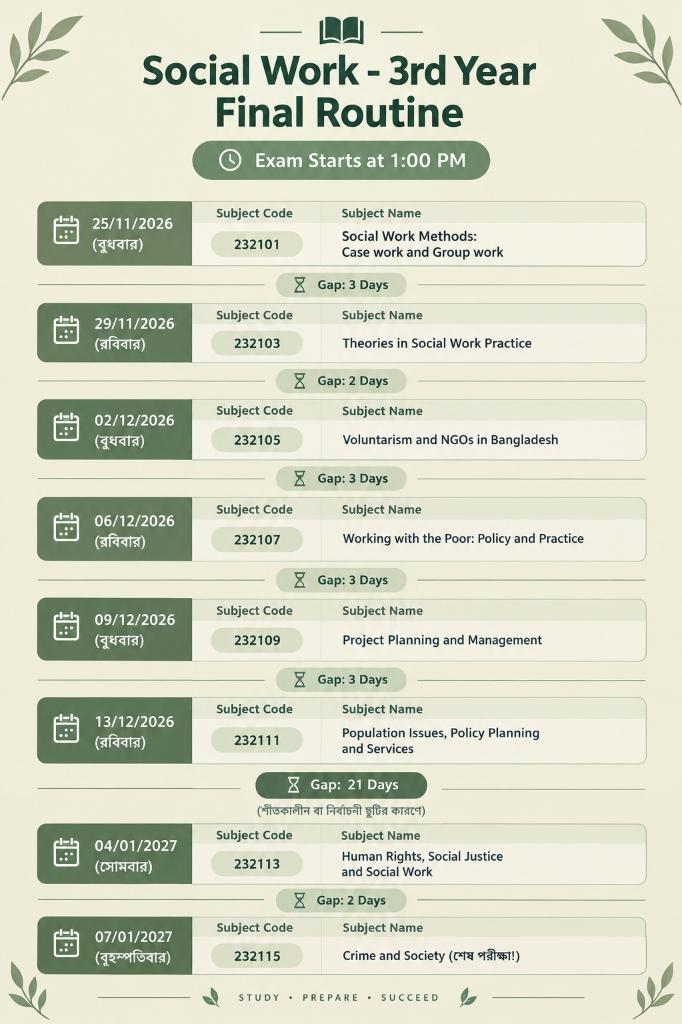 Social Work - 3rd Year
Final Routine
Exam Starts at 1:00 PM
25/11/2026
(বুধবার)
Subject Code
232101
Subject Name
Social Work Methods:
Case work and Group work
Gap: 3 Days
29/11/2026
(রবিবার)
Subject Code
232103
Subject Name
Theories in Social Work Practice
Gap: 2 Days
02/12/2026
(বুধবার)
Subject Code
232105
Subject Name
Voluntarism and NGOs in Bangladesh
Gap: 3 Days
06/12/2026
(রবিবার)
Subject Code
232107
Subject Name
Working with the Poor: Policy and Practice
Gap: 3 Days
09/12/2026
(বুধবার)
Subject Code
232109
Subject Name
Project Planning and Management
Gap: 3 Days
13/12/2026
(রবিবার)
Subject Code
232111
Subject Name
Population Issues, Policy Planning
and Services
Gap: 21 Days
(শীতকালীন বা নির্বাচনী ছুটির কারণে)
04/01/2027
(সোমবার)
Subject Code
232113
Subject Name
Human Rights, Social Justice
and Social Work
Gap: 2 Days
07/01/2027
(বৃহস্পতিবার)
Subject Code
232115
Subject Name
Crime and Society (শেষ পরীক্ষা!)
STUDY • PREPARE • SUCCEED